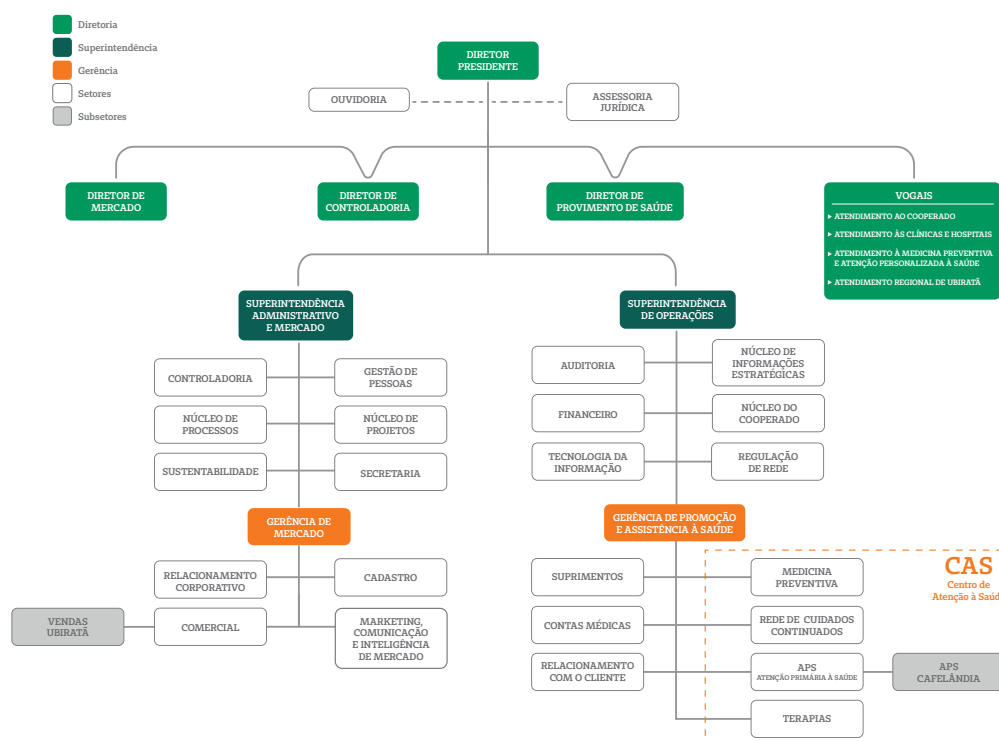 Diretoria
Superintendência
Gerência
Setores
Subsetores
DIRETOR
PRESIDENTE
OUVIDORIA
ASSESSORIA
JURÍDICA
DIRETOR DE
MERCADO
DIRETOR DE
CONTROLADORIA
DIRETOR DE
PROVIMENTO DE SAÚDE
VOGAIS
▸ ATENDIMENTO AO COOPERADO
▸ ATENDIMENTO ÀS CLÍNICAS E HOSPITAIS
▸ ATENDIMENTO À MEDICINA PREVENTIVA
E ATENÇÃO PERSONALIZADA À SAÚDE
▸ ATENDIMENTO REGIONAL DE UBIRATÃ
SUPERINTENDÊNCIA
ADMINISTRATIVO
E MERCADO
SUPERINTENDÊNCIA
DE OPERAÇÕES
CONTROLADORIA
GESTÃO DE
PESSOAS
NÚCLEO DE
PROCESSOS
NÚCLEO DE
PROJETOS
SUSTENTABILIDADE
SECRETARIA
AUDITORIA
NÚCLEO DE
INFORMAÇÕES
ESTRATÉGICAS
FINANCEIRO
NÚCLEO DO
COOPERADO
TECNOLOGIA DA
INFORMAÇÃO
REGULAÇÃO
DE REDE
GERÊNCIA DE
MERCADO
GERÊNCIA DE PROMOÇÃO
E ASSISTÊNCIA À SAÚDE
RELACIONAMENTO
CORPORATIVO
CADASTRO
VENDAS
UBIRATÃ
COMERCIAL
MARKETING,
COMUNICAÇÃO
E INTELIGÊNCIA
DE MERCADO
CAS
Centro de
Atenção à Saúd
SUPRIMENTOS
MEDICINA
PREVENTIVA
CONTAS MÉDICAS
REDE DE CUIDADOS
CONTINUADOS
RELACIONAMENTO
COM O CLIENTE
APS
ATENÇÃO PRIMÁRIA À SAÚDE
APS
CAFELÂNDIA
TERAPIAS